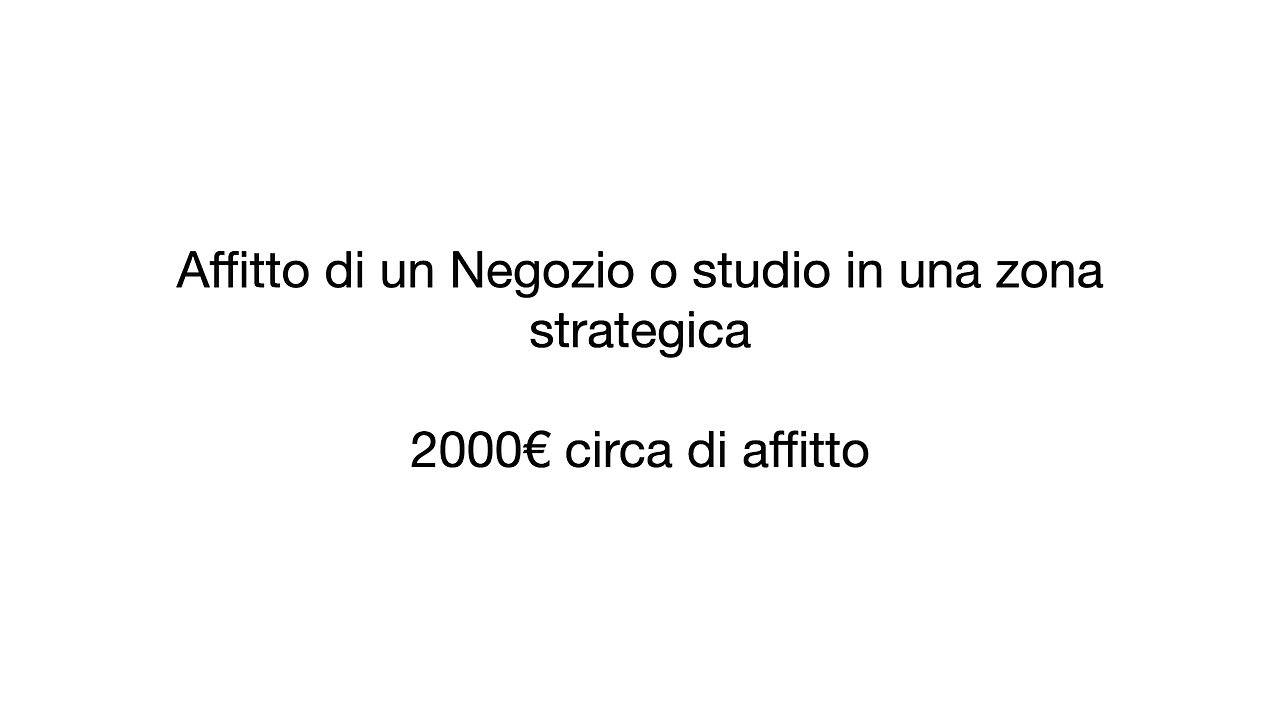 Affitto di un Negozio o studio in una zona
strategica
2000€ circa di affitto